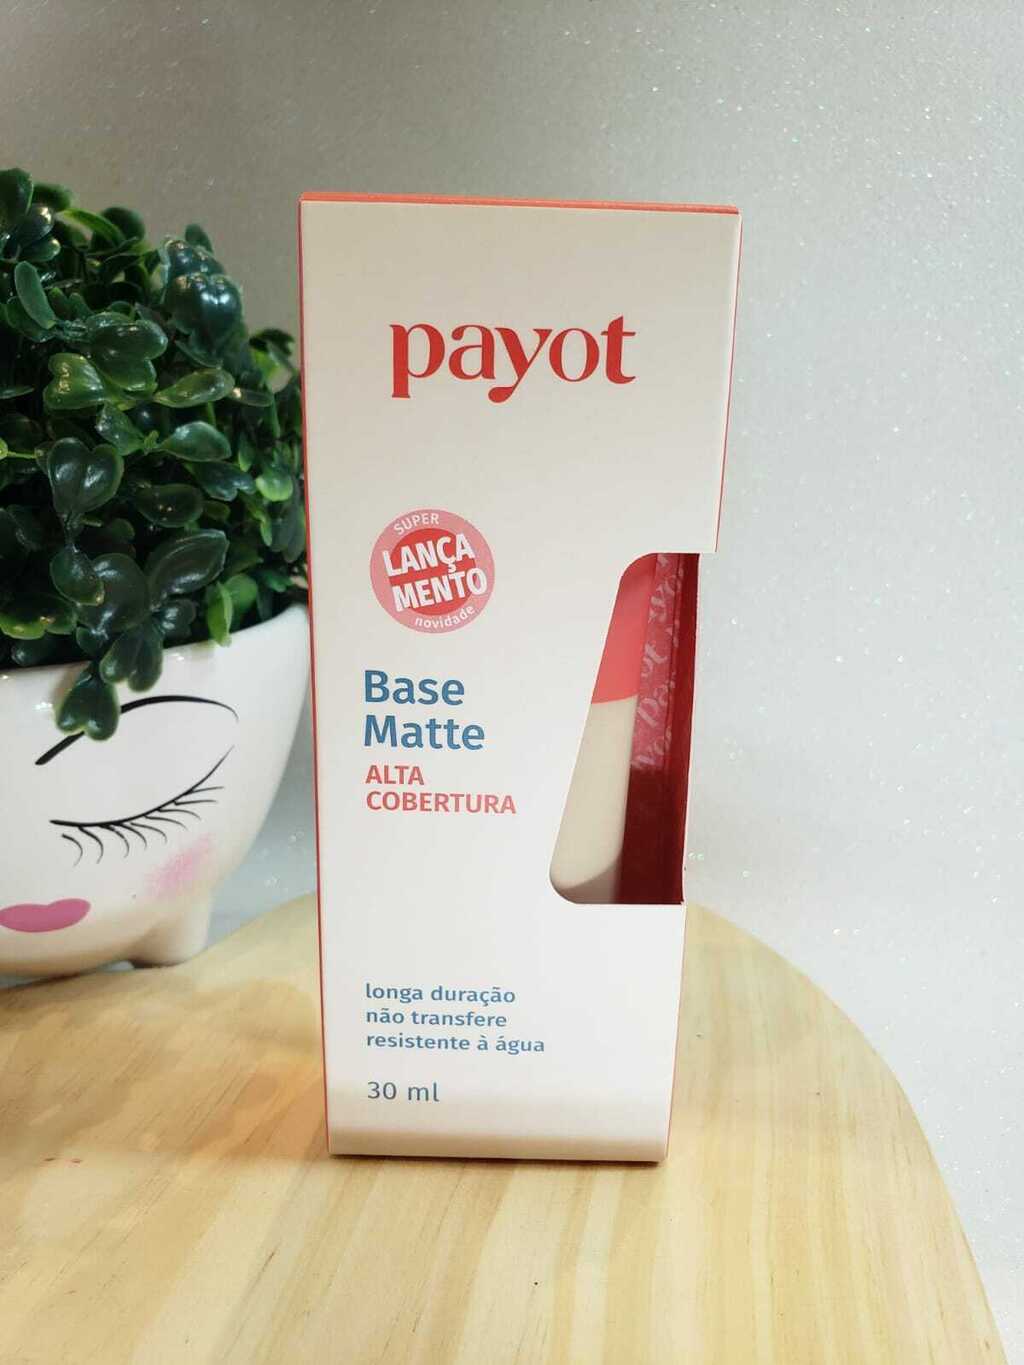 payot
SUPER
LANÇA
MENTO
novidade
Base
Matte
ALTA
COBERTURA
longa duração
não transfere
resistente à água
30 ml